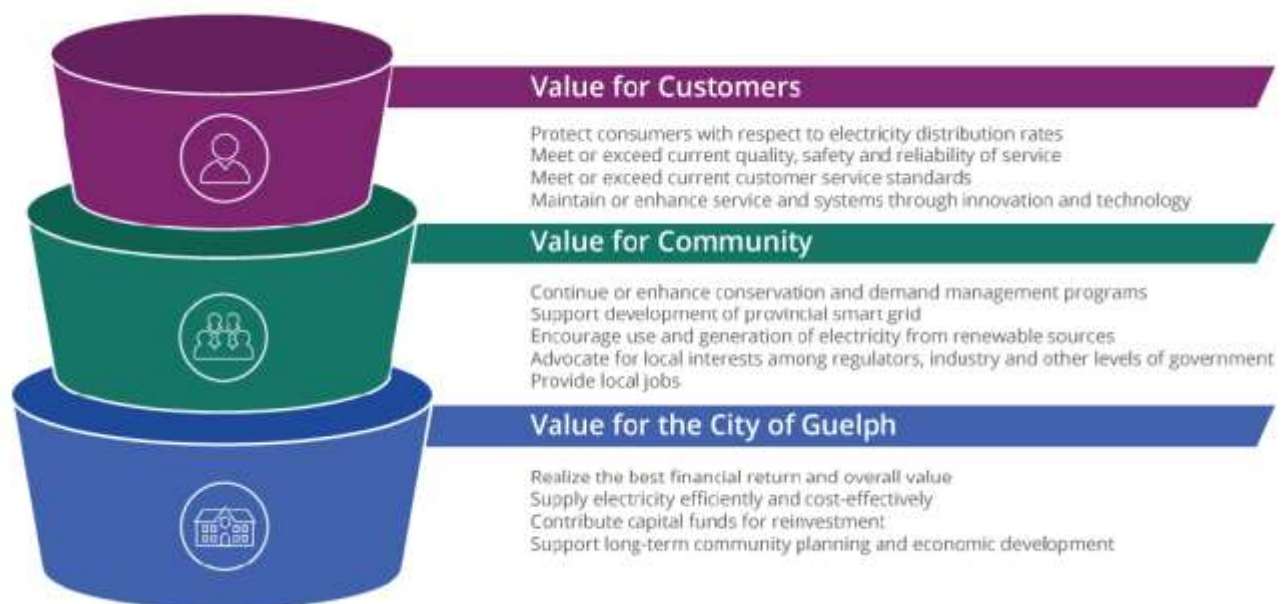 Value for Customers
Protect consumers with respect to electricity distribution rates
Meet or exceed current quality, safety and reliability of service
Meet or exceed current customer service standards
Maintain or enhance service and systems through innovation and technology
Value for Community
Continue or enhance conservation and demand management programs
Support development of provincial smart grid
Encourage use and generation of electricity from renewable sources
Advocate for local interests among regulators, industry and other levels of government
Provide local jobs
Value for the City of Guelph
Realize the best financial return and overall value
Supply electricity efficiently and cost-effectively
Contribute capital funds for reinvestment
Support long-term community planning and economic development